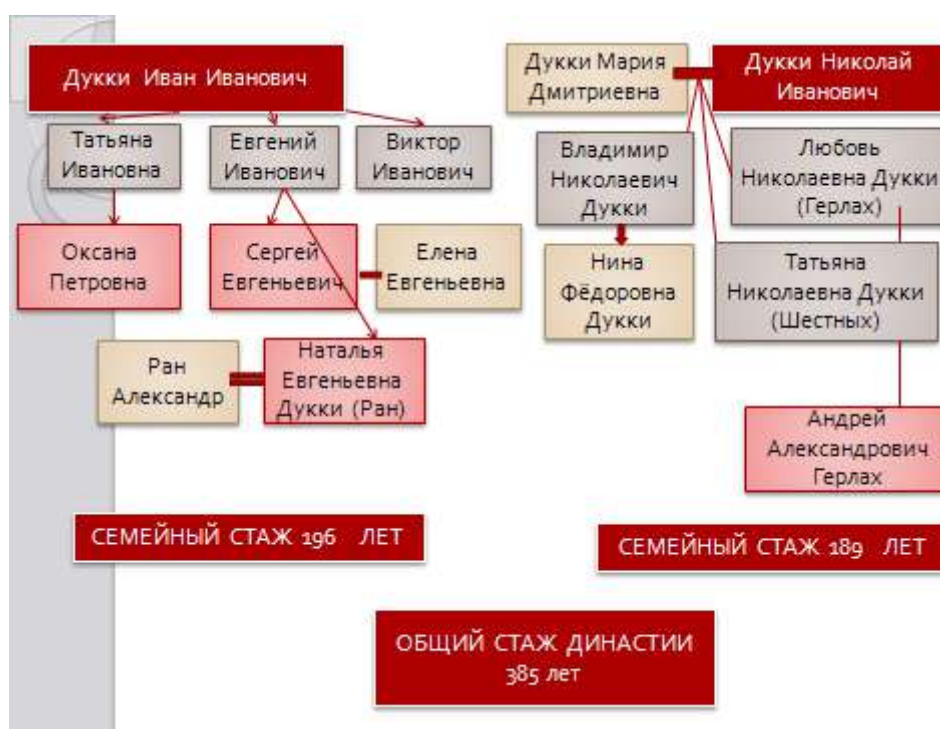 Дукки Иван Иванович
Татьяна
Ивановна
Евгений
Иванович
Виктор
Иванович
Оксана
Петровна
Сергей
Евгеньевич
Елена
Евгеньевна
Ран
Александр
Наталья
Евгеньевна
Дукки (Ран)
СЕМЕЙНЫЙ СТАЖ 196 ЛЕТ
Дукки Мария
Дмитриевна
Дукки Николай
Иванович
Владимир
Николаевич
Дукки
Любовь
Николаевна Дукки
(Герлах)
Нина
Фёдоровна
Дукки
Татьяна
Николаевна Дукки
(Шестных)
Андрей
Александрович
Герлах
СЕМЕЙНЫЙ СТАЖ 189 ЛЕТ
ОБЩИЙ СТАЖ ДИНАСТИИ
385 лет